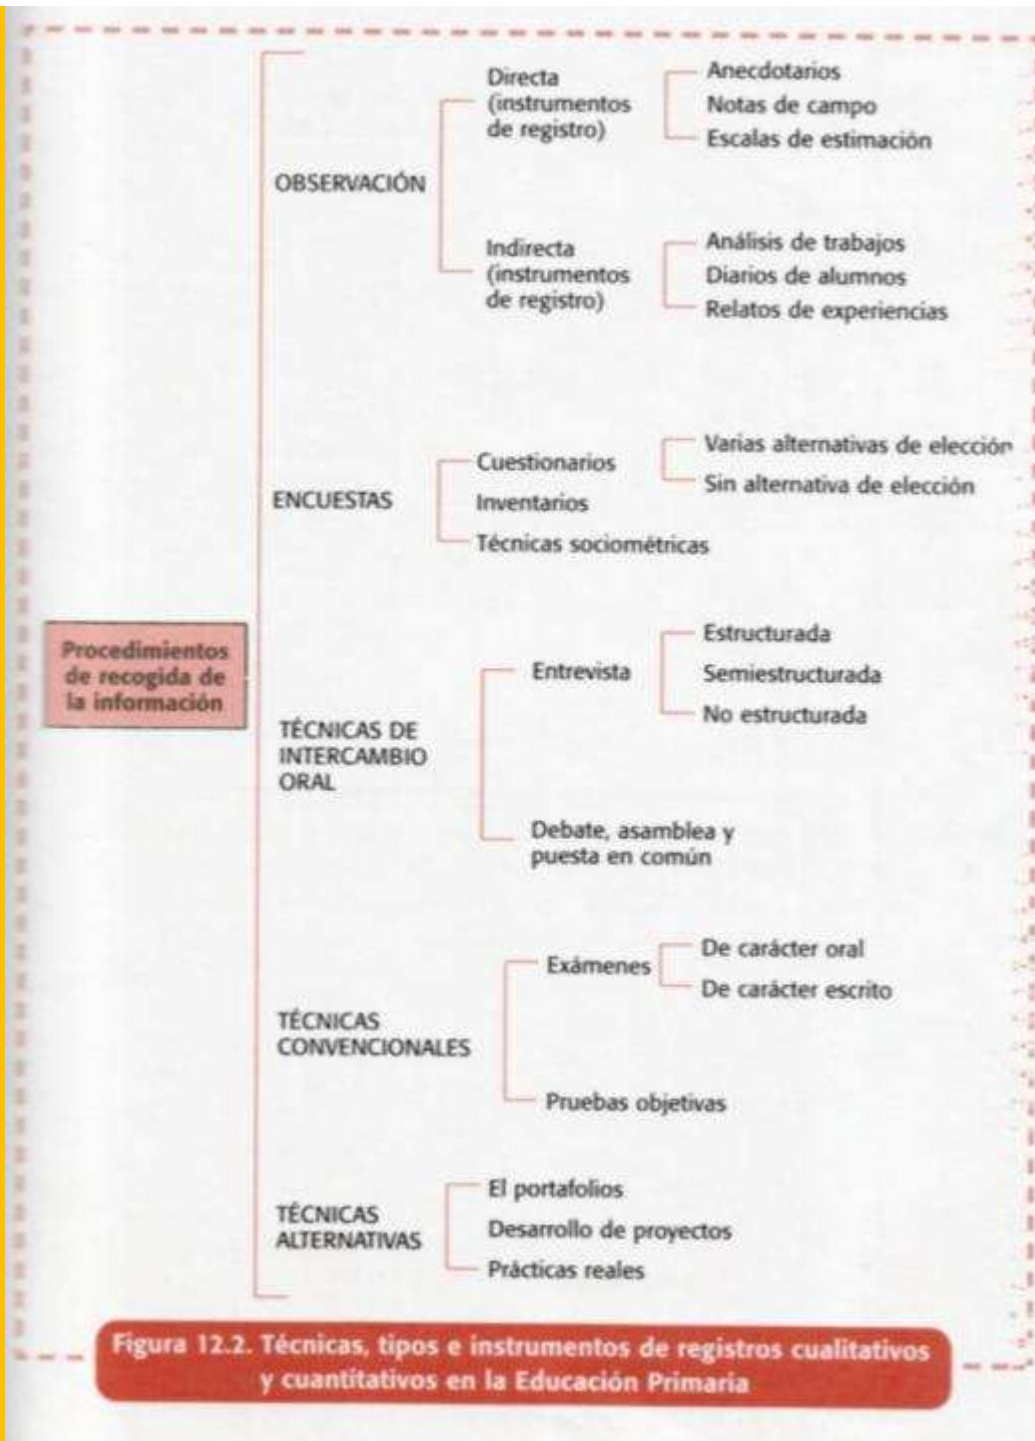 Directa
(instrumentos
de registro)
Anecdotarios
Notas de campo
Escalas de estimación
OBSERVACIÓN
Indirecta
(instrumentos
de registro)
Análisis de trabajos
Diarios de alumnos
Relatos de experiencias
ENCUESTAS
Cuestionarios
Varias alternativas de elección
Sin alternativa de elección
Inventarios
Técnicas sociométricas
Procedimientos
de recogida de
la información
TÉCNICAS DE
INTERCAMBIO
ORAL
Entrevista
Estructurada
Semiestructurada
No estructurada
Debate, asamblea y
puesta en común
TÉCNICAS
CONVENCIONALES
Exámenes
De carácter oral
De carácter escrito
Pruebas objetivas
TÉCNICAS
ALTERNATIVAS
El portafolios
Desarrollo de proyectos
Prácticas reales
Figura 12.2. Técnicas, tipos e instrumentos de registros cualitativos
y cuantitativos en la Educación Primaria